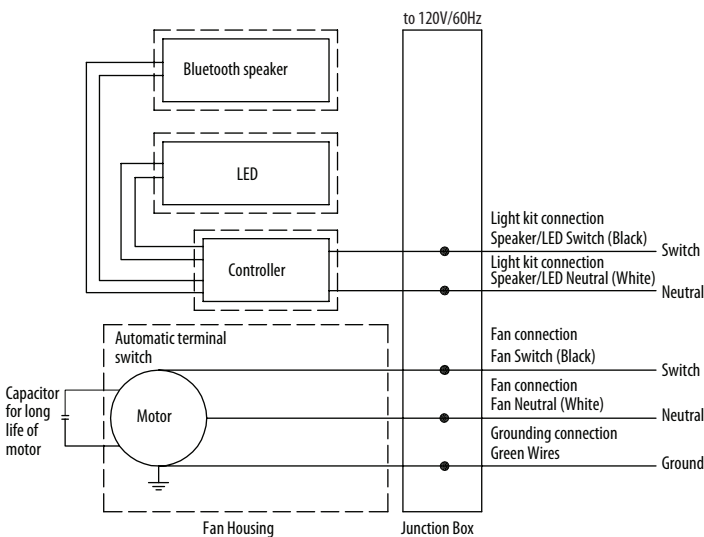 to 120V/60Hz
Bluetooth speaker
LED
Controller
Light kit connection
Speaker/LED Switch (Black)
Switch
Light kit connection
Speaker/LED Neutral (White)
Neutral
Automatic terminal
switch
Motor
Capacitor
for long
life of
motor
Fan connection
Fan Switch (Black)
Switch
Fan connection
Fan Neutral (White)
Neutral
Grounding connection
Green Wires
Ground
Fan Housing
Junction Box